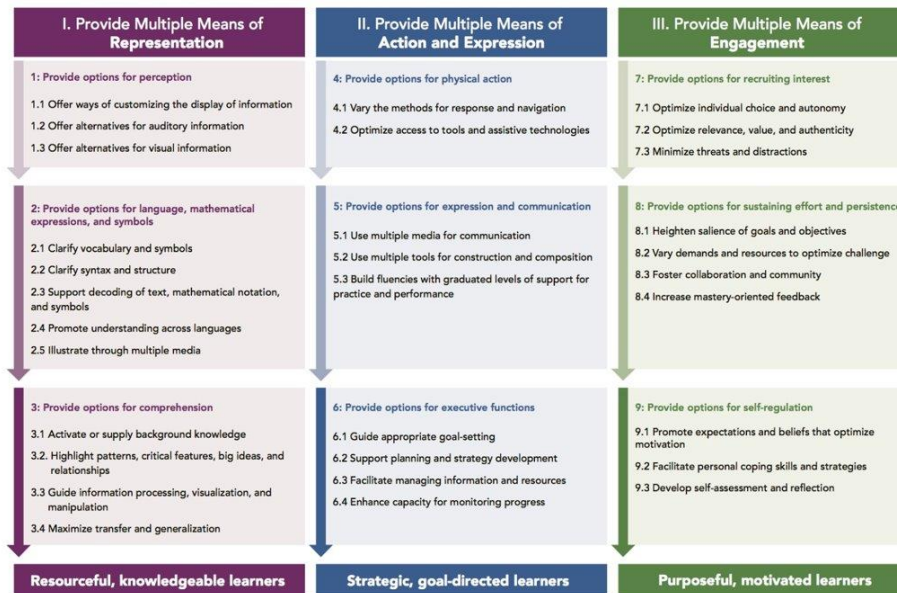 I. Provide Multiple Means of
Representation
1: Provide options for perception
1.1 Offer ways of customizing the display of information
1.2 Offer alternatives for auditory information
1.3 Offer alternatives for visual information
2: Provide options for language, mathematical
expressions, and symbols
2.1 Clarify vocabulary and symbols
2.2 Clarify syntax and structure
2.3 Support decoding of text, mathematical notation,
and symbols
2.4 Promote understanding across languages
2.5 Illustrate through multiple media
3: Provide options for comprehension
3.1 Activate or supply background knowledge
3.2. Highlight patterns, critical features, big ideas, and
relationships
3.3 Guide information processing, visualization, and
manipulation
3.4 Maximize transfer and generalization
Resourceful, knowledgeable learners
II. Provide Multiple Means of
Action and Expression
4: Provide options for physical action
4.1 Vary the methods for response and navigation
4.2 Optimize access to tools and assistive technologies
5: Provide options for expression and communication
5.1 Use multiple media for communication
5.2 Use multiple tools for construction and composition
5.3 Build fluencies with graduated levels of support for
practice and performance
6: Provide options for executive functions
6.1 Guide appropriate goal-setting
6.2 Support planning and strategy development
6.3 Facilitate managing information and resources
6.4 Enhance capacity for monitoring progress
Strategic, goal-directed learners
III. Provide Multiple Means of
Engagement
7: Provide options for recruiting interest
7.1 Optimize individual choice and autonomy
7.2 Optimize relevance, value, and authenticity
7.3 Minimize threats and distractions
8: Provide options for sustaining effort and persistence
8.1 Heighten salience of goals and objectives
8.2 Vary demands and resources to optimize challenge
8.3 Foster collaboration and community
8.4 Increase mastery-oriented feedback
9: Provide options for self-regulation
9.1 Promote expectations and beliefs that optimize
motivation
9.2 Facilitate personal coping skills and strategies
9.3 Develop self-assessment and reflection
Purposeful, motivated learners